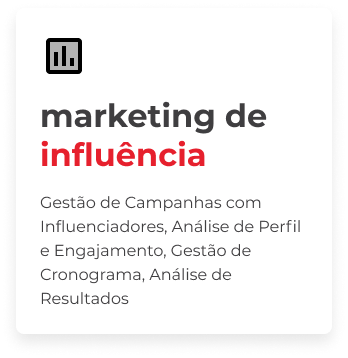 marketing de
influência
Gestão de Campanhas com
Influenciadores, Análise de Perfil
e Engajamento, Gestão de
Cronograma, Análise de
Resultados